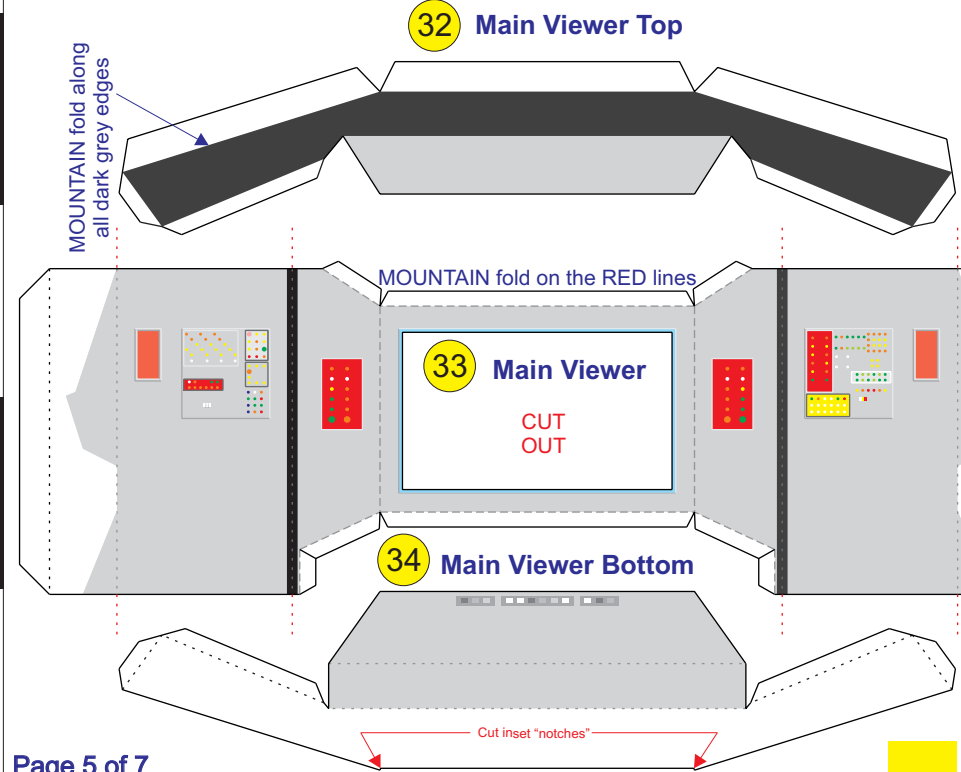 32 Main Viewer Top
MOUNTAIN fold along
all dark grey edges
MOUNTAIN fold on the RED lines
33 Main Viewer
CUT
OUT
34 Main Viewer Bottom
Cut inset “notches”
Page 5 of 7